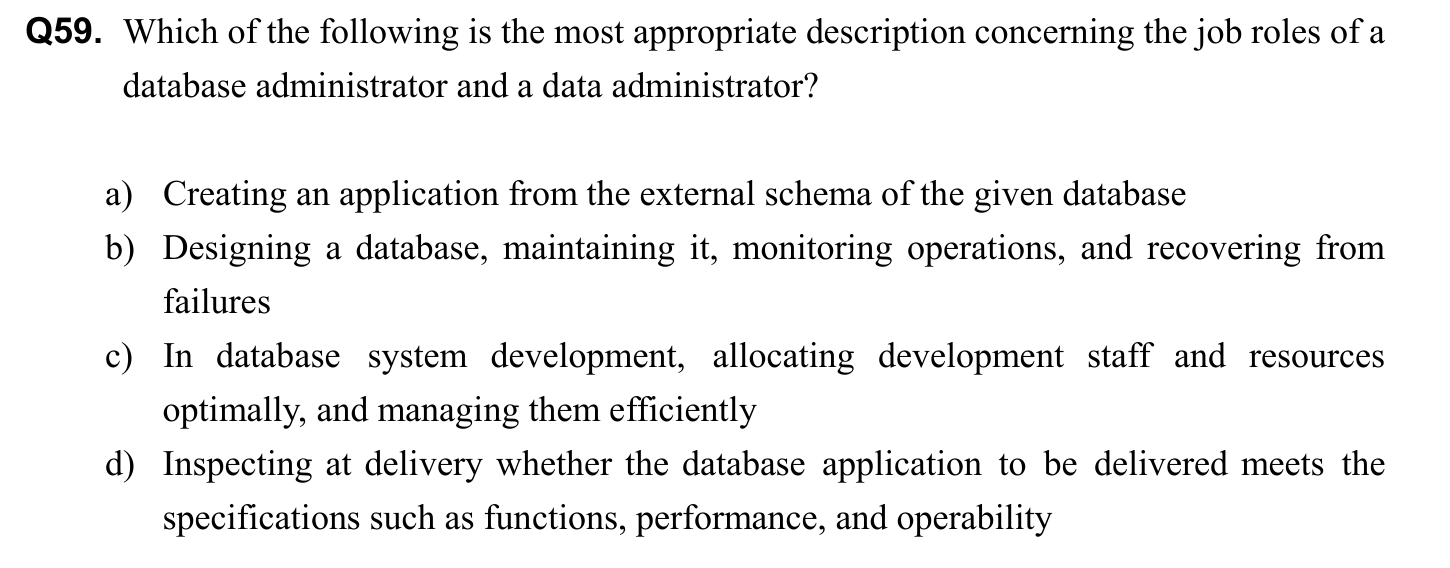 Q59. Which of the following is the most appropriate description concerning the job roles of a
database administrator and a data administrator?
a) Creating an application from the external schema of the given database
b) Designing a database, maintaining it, monitoring operations, and recovering from
failures
c) In database system development, allocating development staff and resources
optimally, and managing them efficiently
d) Inspecting at delivery whether the database application to be delivered meets the
specifications such as functions, performance, and operability